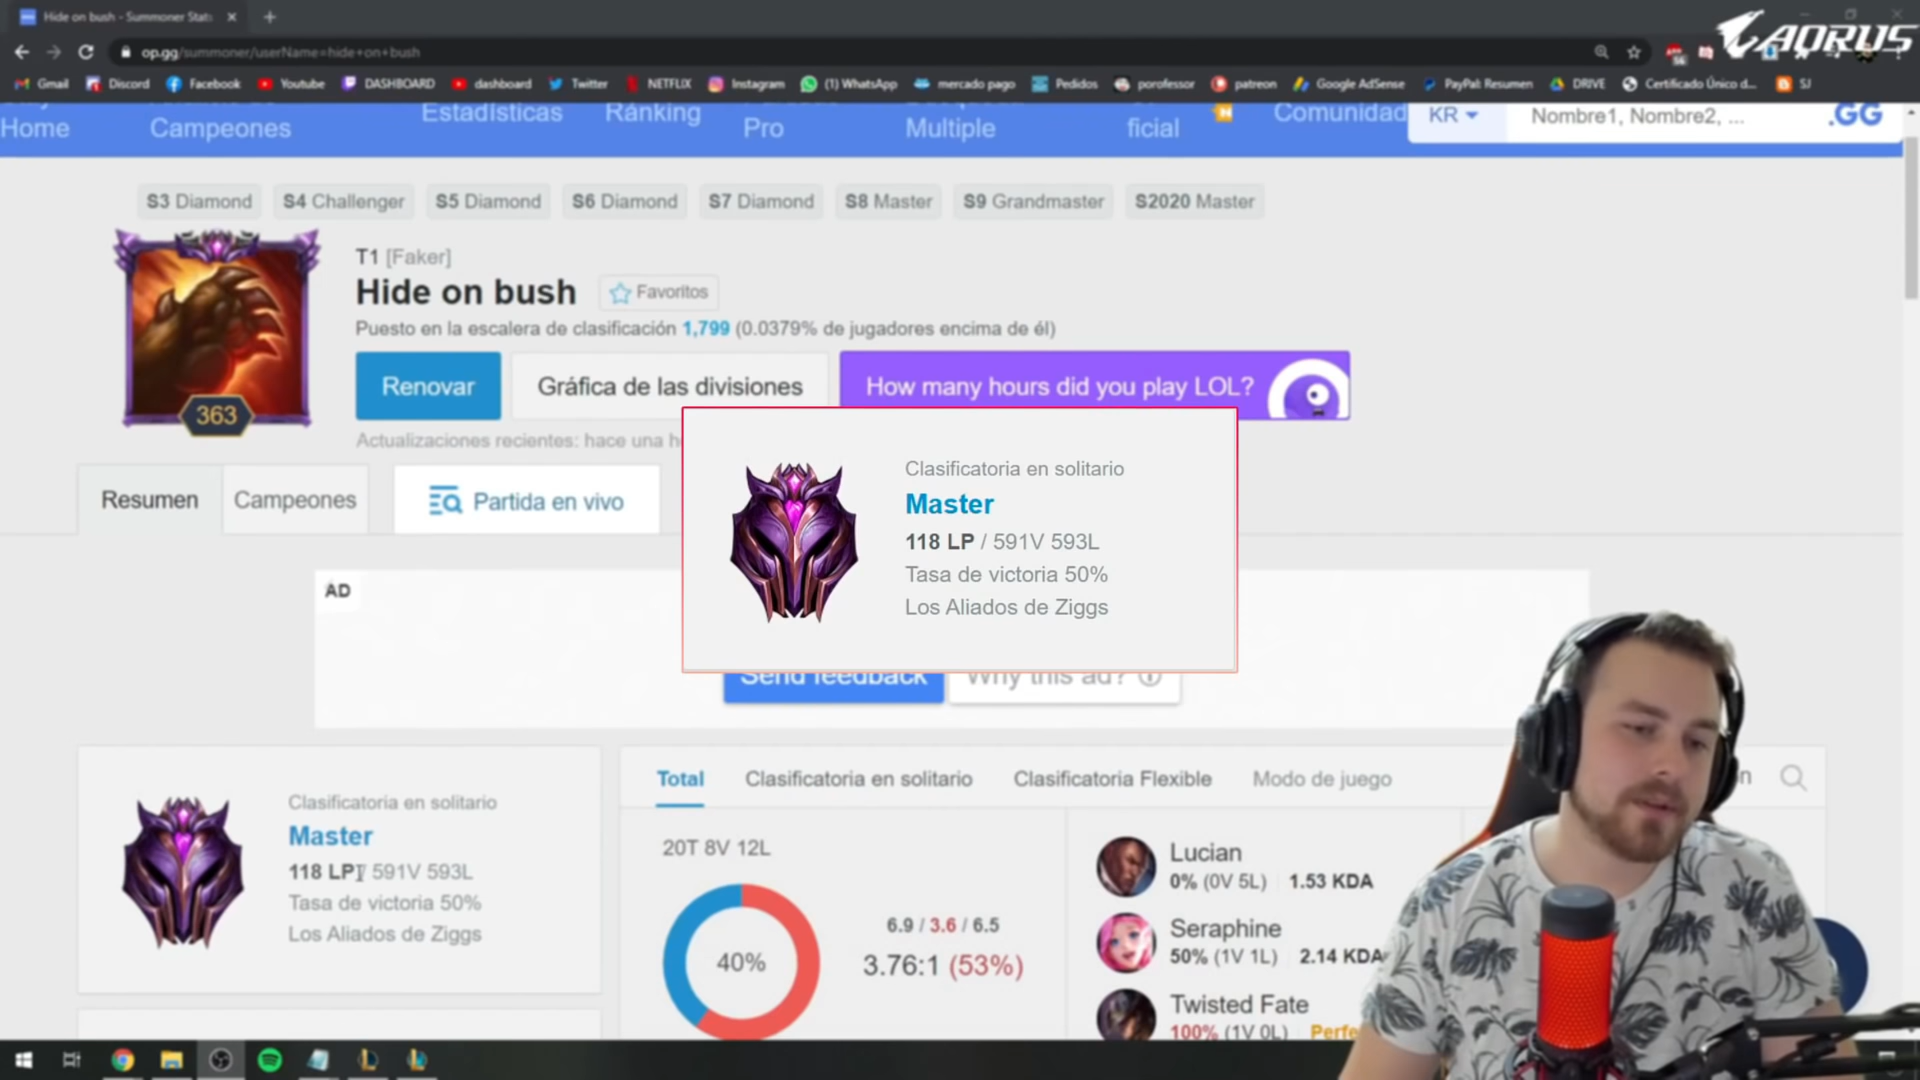 Hide on bush - Summoner Stats
AORUS
op.gg/summoner/userName=hide+on+bush
Gmail Discord Facebook Youtube DASHBOARD dashboard Twitter NETFLIX Instagram (1) WhatsApp mercado pago Pedidos porofessor patreon Google AdSense PayPal: Resumen DRIVE Certificado Único d... SJ
Home Campeones Estadísticas Ránking Pro Multiple ficial Comunidad KR Nombre1, Nombre2, ... .GG
S3 Diamond S4 Challenger S5 Diamond S6 Diamond S7 Diamond S8 Master S9 Grandmaster S2020 Master
T1 [Faker]
Hide on bush Favoritos
Puesto en la escalera de clasificación 1,799 (0.0379% de jugadores encima de él)
Renovar Gráfica de las divisiones How many hours did you play LOL?
363
Actualizaciones recientes: hace una h
Resumen Campeones Partida en vivo
Clasificatoria en solitario
Master
118 LP / 591V 593L
Tasa de victoria 50%
Los Aliados de Ziggs
AD
Send feedback Why this ad?
Clasificatoria en solitario
Master
118 LP 591V 593L
Tasa de victoria 50%
Los Aliados de Ziggs
Total Clasificatoria en solitario Clasificatoria Flexible Modo de juego
20T 8V 12L
40%
6.9 / 3.6 / 6.5
3.76:1 (53%)
Lucian
0% (0V 5L) 1.53 KDA
Seraphine
50% (1V 1L) 2.14 KDA
Twisted Fate
100% (1V 0L) Perfe